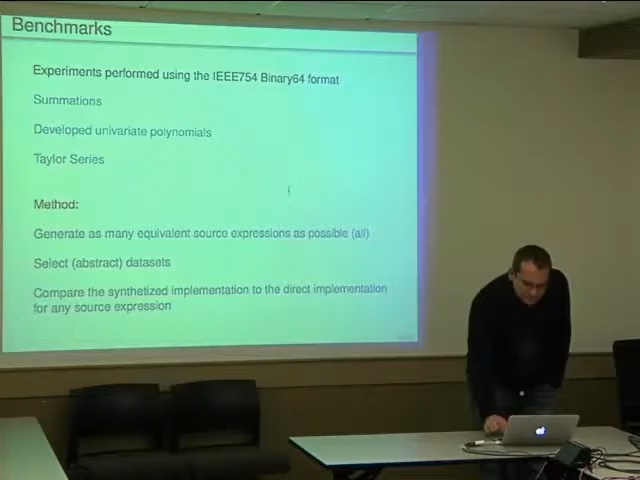 Benchmarks
Experiments performed using the IEEE754 Binary64 format
Summations
Developed univariate polynomials
Taylor Series
Method:
Generate as many equivalent source expressions as possible (all)
Select (abstract) datasets
Compare the synthetized implementation to the direct implementation
for any source expression